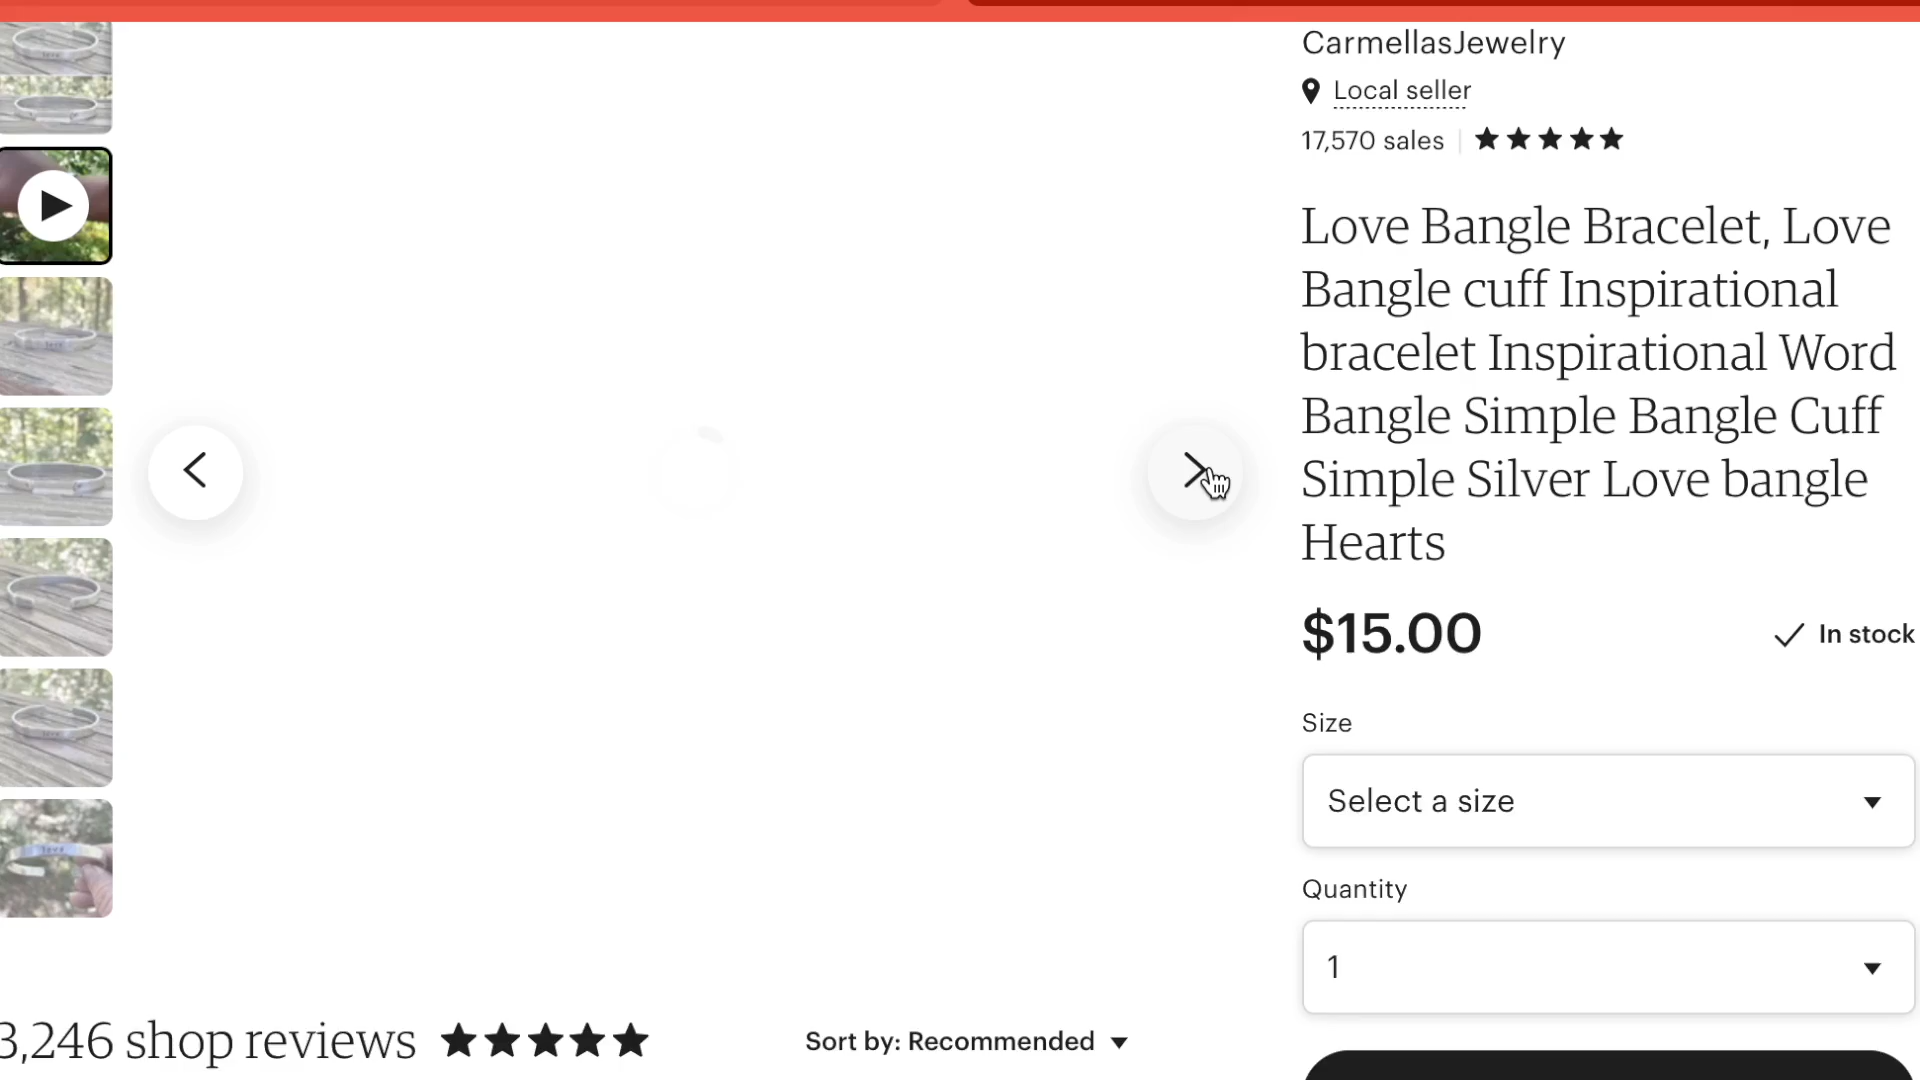 CarmellasJewelry
Local seller
17,570 sales
Love Bangle Bracelet, Love
Bangle cuff Inspirational
bracelet Inspirational Word
Bangle Simple Bangle Cuff
Simple Silver Love bangle
Hearts
$15.00
In stock
Size
Select a size
Quantity
1
3,246 shop reviews
Sort by: Recommended